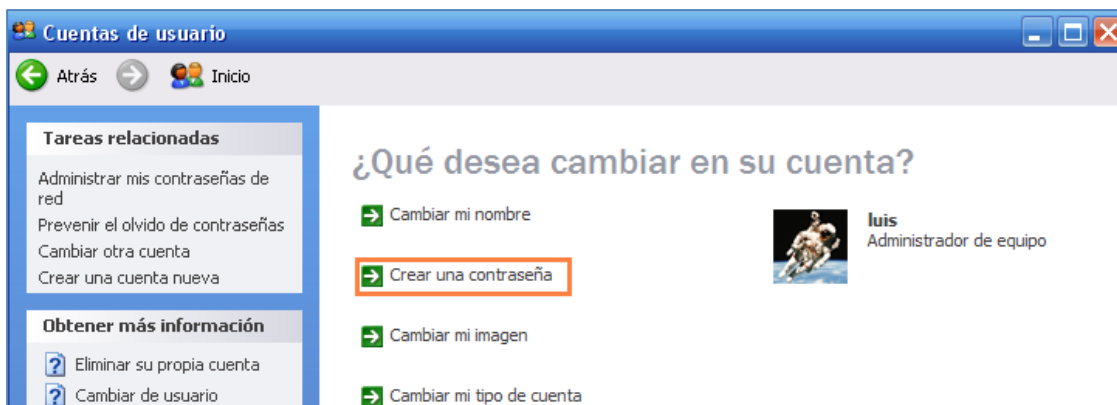 Cuentas de usuario
Atrás
Inicio
Tareas relacionadas
Administrar mis contraseñas de
red
Prevenir el olvido de contraseñas
Cambiar otra cuenta
Crear una cuenta nueva
Obtener más información
Eliminar su propia cuenta
Cambiar de usuario
¿Qué desea cambiar en su cuenta?
Cambiar mi nombre
Crear una contraseña
Cambiar mi imagen
Cambiar mi tipo de cuenta
luis
Administrador de equipo